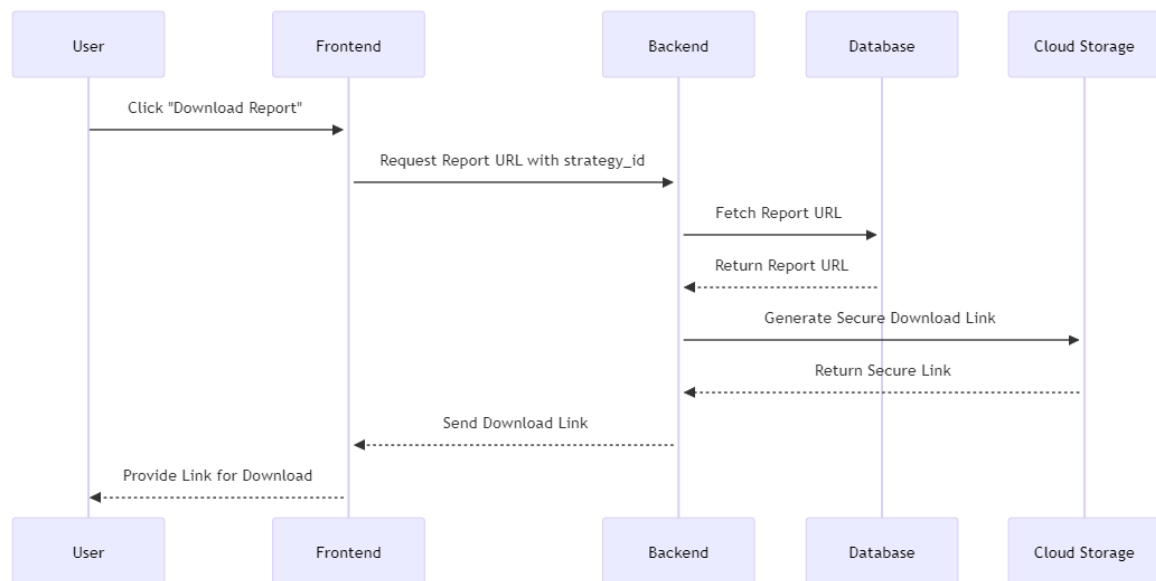 User
Frontend
Backend
Database
Cloud Storage
Click "Download Report"
Request Report URL with strategy_id
Fetch Report URL
Return Report URL
Generate Secure Download Link
Return Secure Link
Send Download Link
Provide Link for Download
User
Frontend
Backend
Database
Cloud Storage